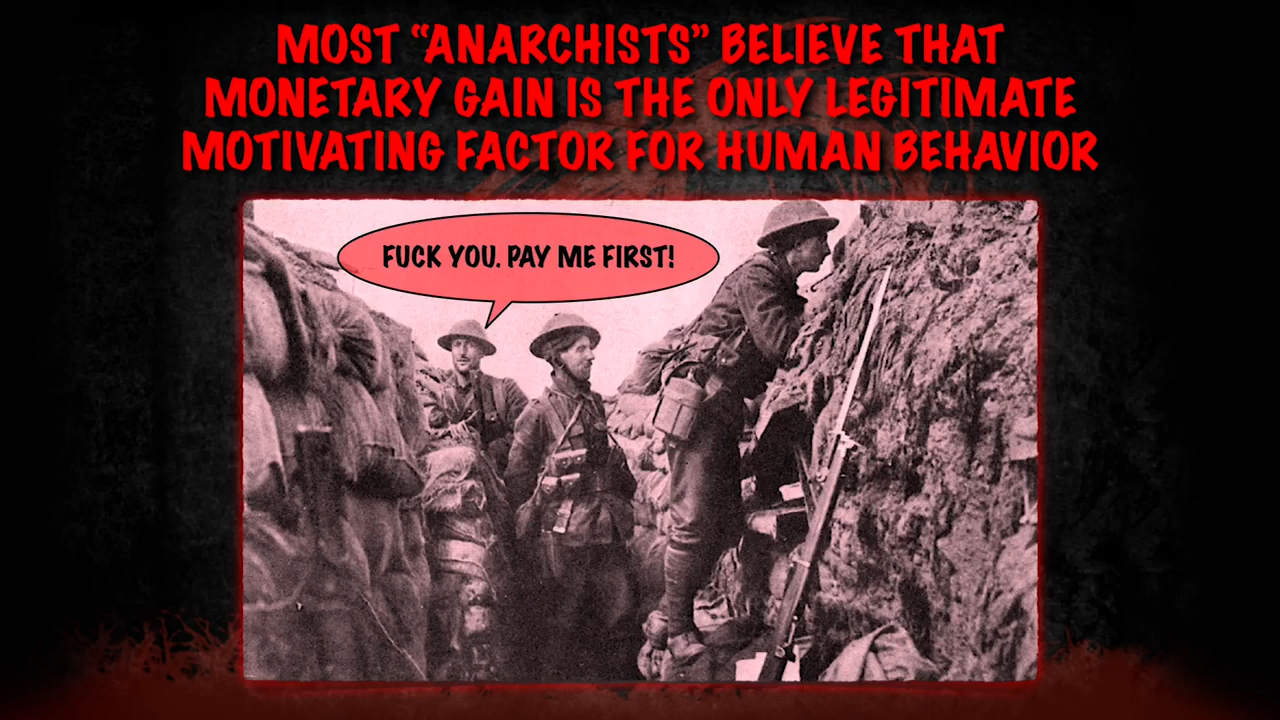 MOST “ANARCHISTS” BELIEVE THAT
MONETARY GAIN IS THE ONLY LEGITIMATE
MOTIVATING FACTOR FOR HUMAN BEHAVIOR
FUCK YOU. PAY ME FIRST!